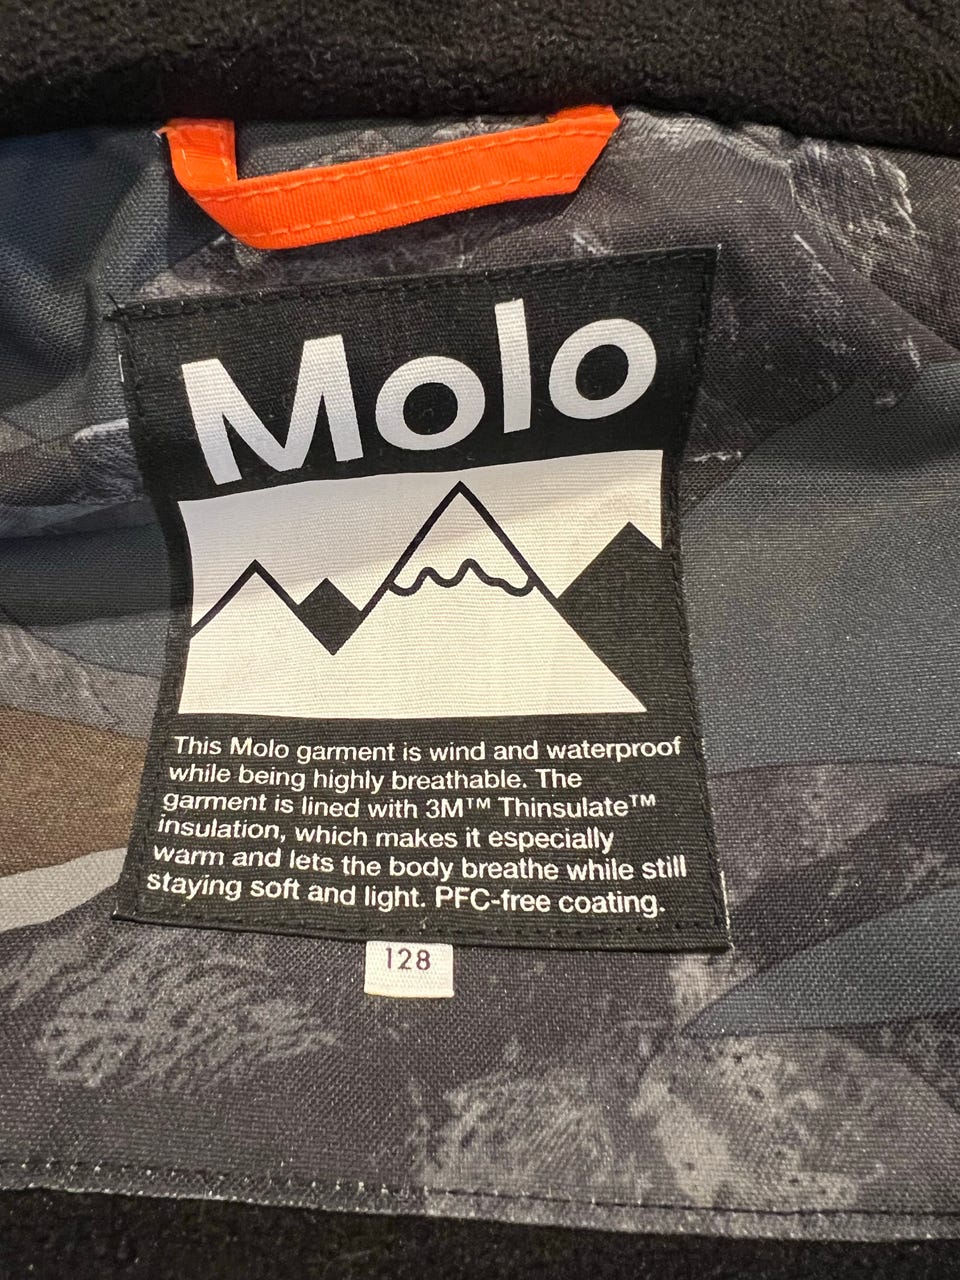 Molo
This Molo garment is wind and waterproof
while being highly breathable. The
garment is lined with 3M™ Thinsulate™
insulation, which makes it especially
warm and lets the body breathe while still
staying soft and light. PFC-free coating.
128